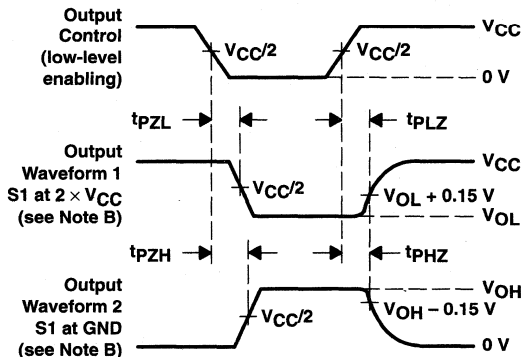 Output
Control
(low-level
enabling)
VCC/2
VCC/2
VCC
0 V
tPZL
tPLZ
Output
Waveform 1
S1 at 2 × VCC
(see Note B)
VCC/2
VCC
VOL + 0.15 V
VOL
tPZH
tPHZ
Output
Waveform 2
S1 at GND
(see Note B)
VCC/2
VOH
VOH − 0.15 V
0 V